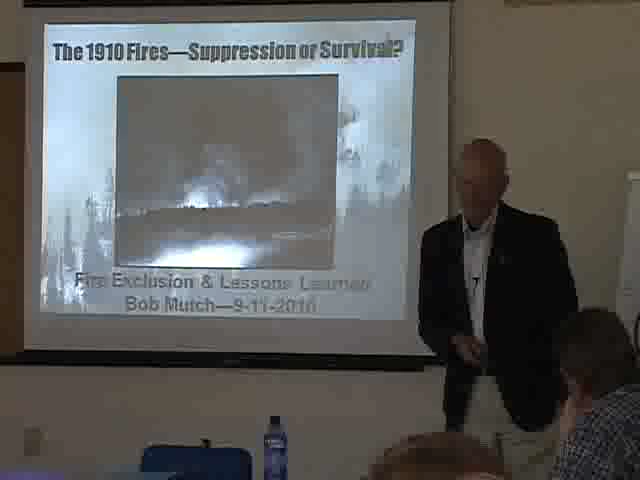 The 1910 Fires—Suppression or Survival?
Fire Exclusion & Lessons Learned
Bob Mutch—9-11-2010